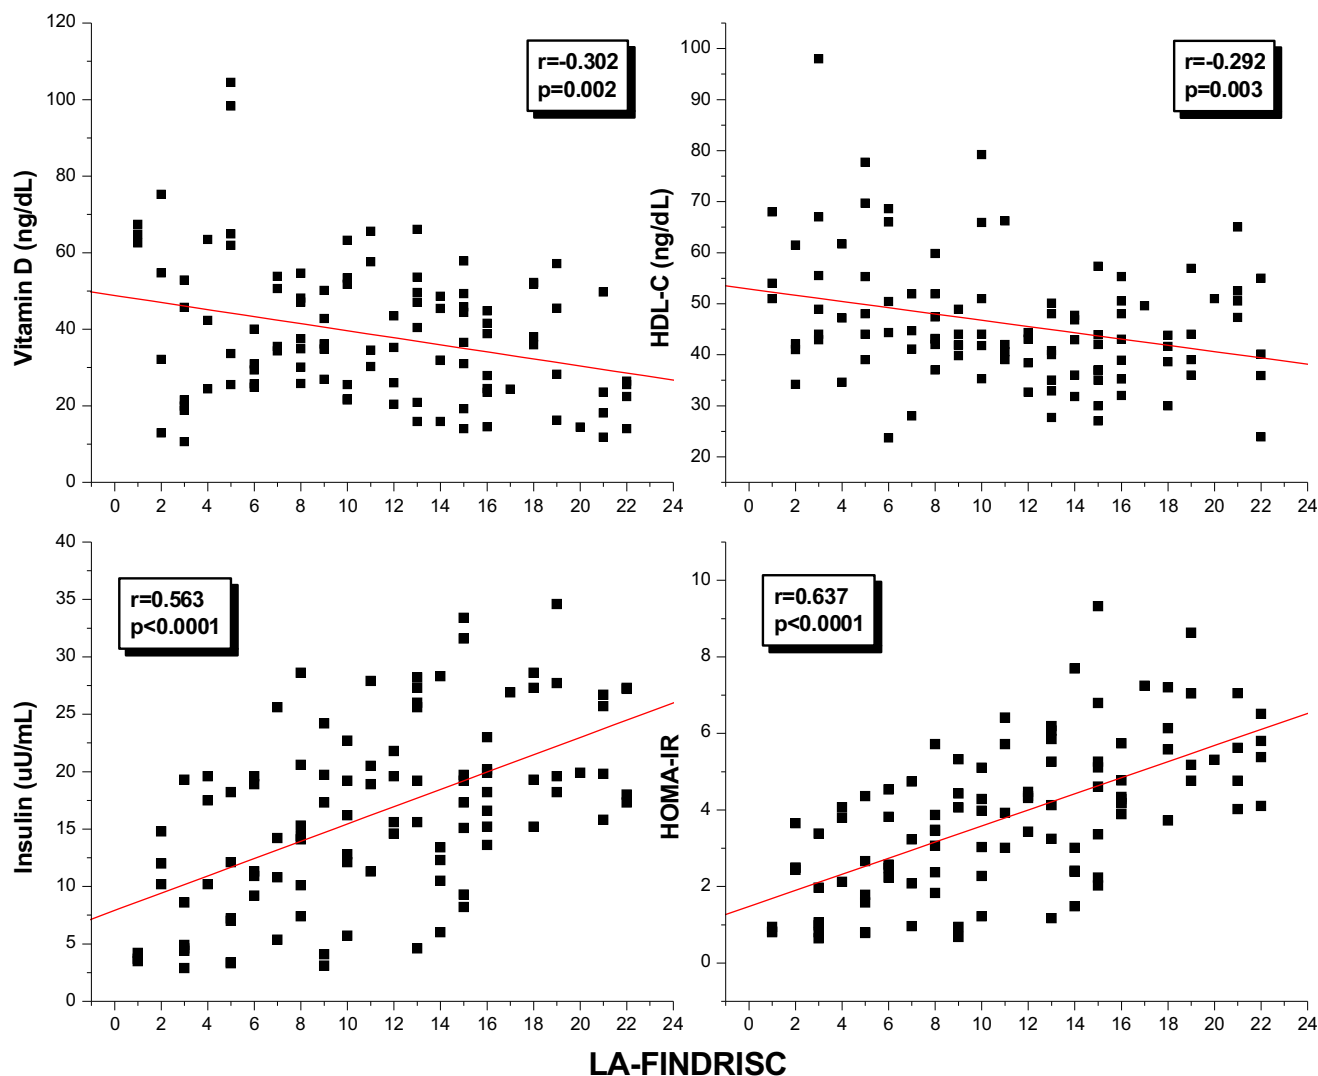 r=-0.302
p=0.002
Vitamin D (ng/dL)
120
100
80
60
40
20
0
0 2 4 6 8 10 12 14 16 18 20 22 24
r=-0.292
p=0.003
HDL-C (ng/dL)
100
90
80
70
60
50
40
30
20
0 2 4 6 8 10 12 14 16 18 20 22 24
r=0.563
p<0.0001
Insulin (uU/mL)
40
35
30
25
20
15
10
5
0
0 2 4 6 8 10 12 14 16 18 20 22 24
r=0.637
p<0.0001
HOMA-IR
10
8
6
4
2
0
0 2 4 6 8 10 12 14 16 18 20 22 24
LA-FINDRISC